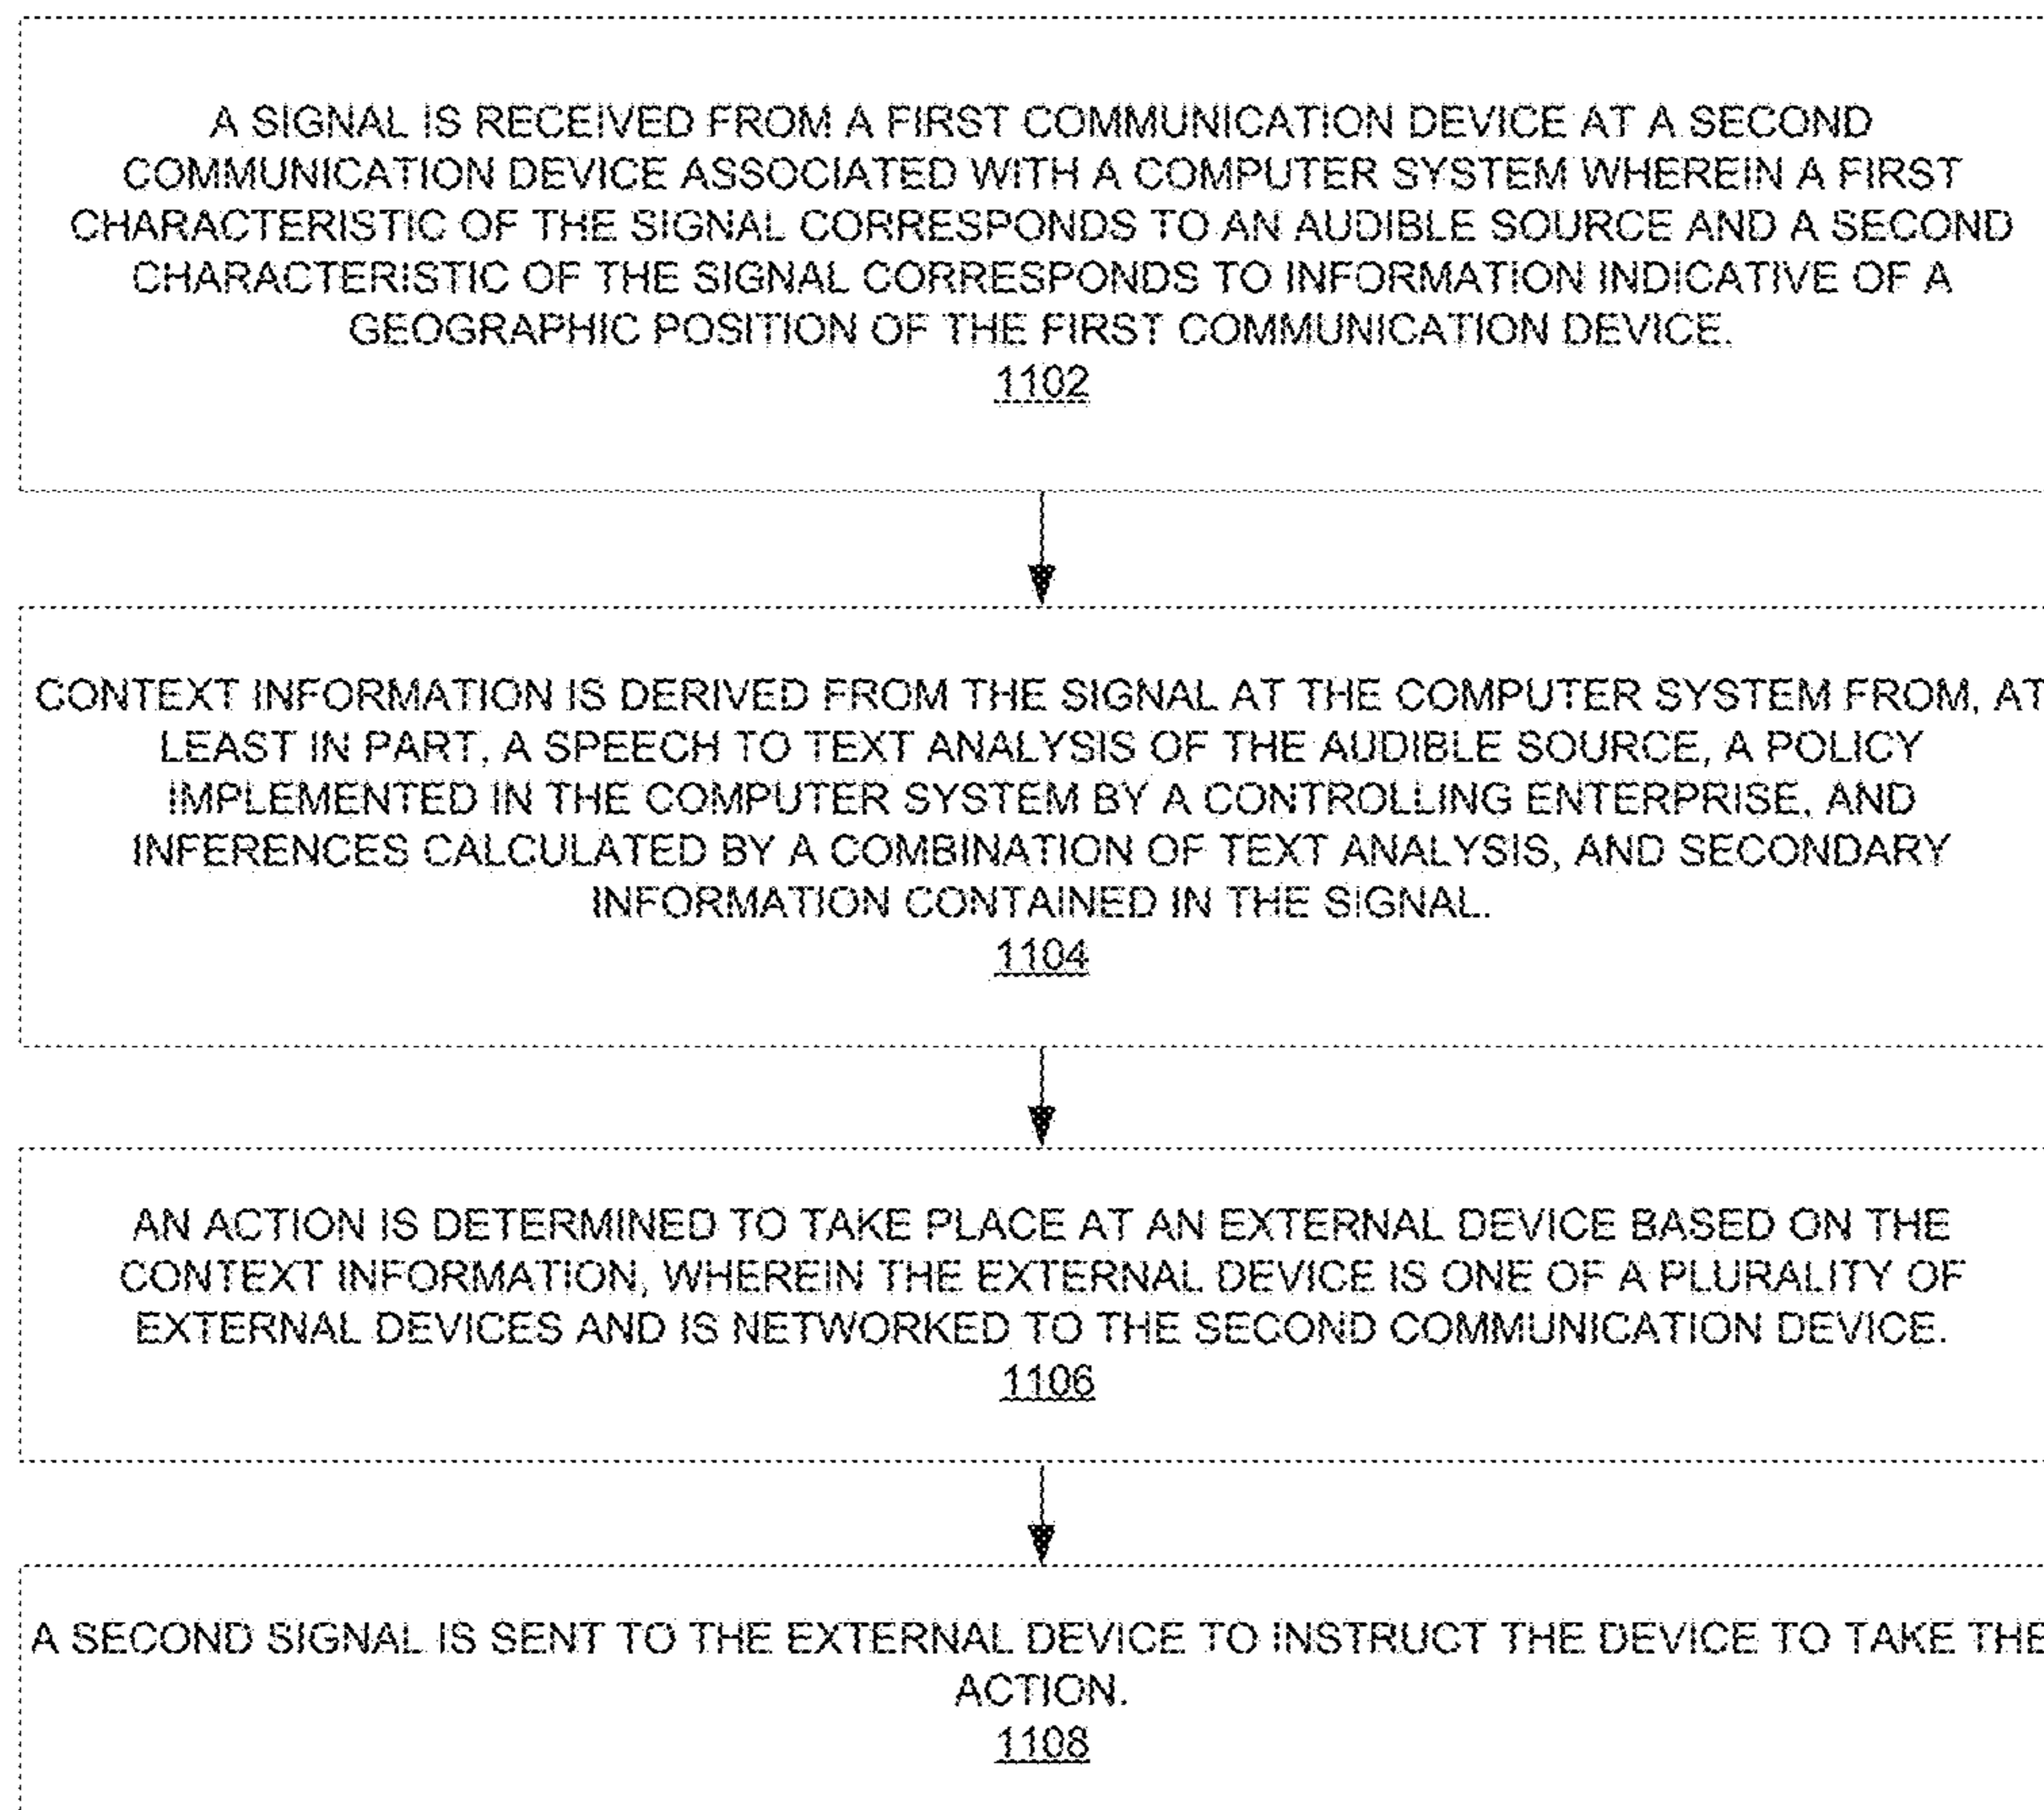 A SIGNAL IS RECEIVED FROM A FIRST COMMUNICATION DEVICE AT A SECOND
COMMUNICATION DEVICE ASSOCIATED WITH A COMPUTER SYSTEM WHEREIN A FIRST
CHARACTERISTIC OF THE SIGNAL CORRESPONDS TO AN AUDIBLE SOURCE AND A SECOND
CHARACTERISTIC OF THE SIGNAL CORRESPONDS TO INFORMATION INDICATIVE OF A
GEOGRAPHIC POSITION OF THE FIRST COMMUNICATION DEVICE.
1102
CONTEXT INFORMATION IS DERIVED FROM THE SIGNAL AT THE COMPUTER SYSTEM FROM, AT
LEAST IN PART, A SPEECH TO TEXT ANALYSIS OF THE AUDIBLE SOURCE, A POLICY
IMPLEMENTED IN THE COMPUTER SYSTEM BY A CONTROLLING ENTERPRISE, AND
INFERENCES CALCULATED BY A COMBINATION OF TEXT ANALYSIS, AND SECONDARY
INFORMATION CONTAINED IN THE SIGNAL.
1104
AN ACTION IS DETERMINED TO TAKE PLACE AT AN EXTERNAL DEVICE BASED ON THE
CONTEXT INFORMATION, WHEREIN THE EXTERNAL DEVICE IS ONE OF A PLURALITY OF
EXTERNAL DEVICES AND IS NETWORKED TO THE SECOND COMMUNICATION DEVICE.
1106
A SECOND SIGNAL IS SENT TO THE EXTERNAL DEVICE TO INSTRUCT THE DEVICE TO TAKE THE
ACTION.
1108